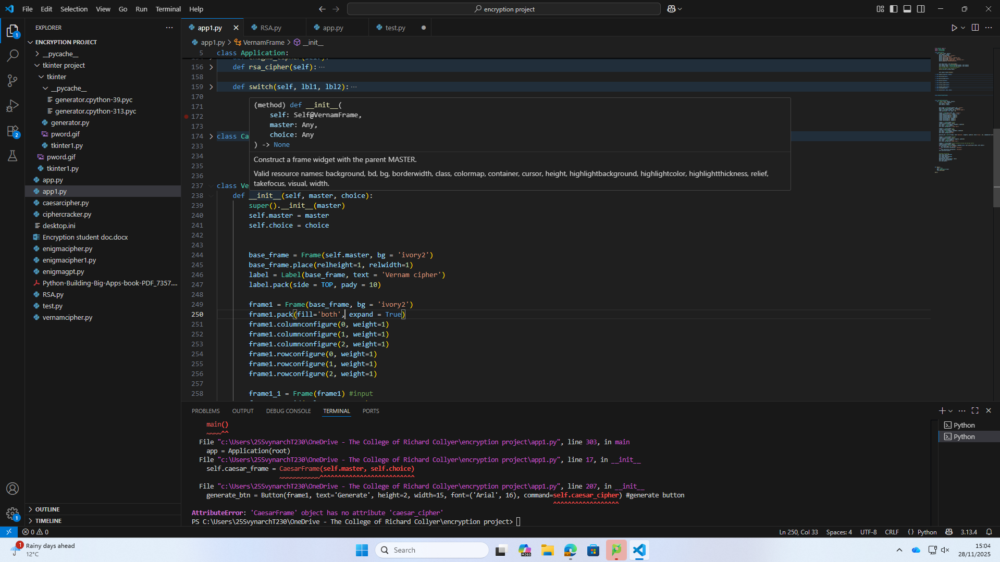 File Edit Selection View Go Run Terminal Help
encryption project
EXPLORER
ENCRYPTION PROJECT
__pycache__
tkinter project
tkinter
__pycache__
generator.cpython-39.pyc
generator.cpython-313.pyc
generator.py
pword.gif
tkinter1.py
pword.gif
tkinter1.py
app.py
app1.py
caesarcipher.py
ciphercracker.py
desktop.ini
Encryption student doc.docx
enigmacipher.py
enigmacipher1.py
enigmagpt.py
Python-Building-Big-Apps-book-PDF_7357....
RSA.py
test.py
vernamcipher.py
OUTLINE
TIMELINE
1
2
1
app1.py RSA.py app.py test.py
app1.py > VernamFrame > __init__
5 class Application:
156 def rsa_cipher(self):···
158
159 def switch(self, lbl1, lbl2):···
170
171
172
173
174 class Ca
233
234
235
236
237 class Ve
(method) def __init__(
self: Self@VernamFrame,
master: Any,
choice: Any
) -> None
Construct a frame widget with the parent MASTER.
Valid resource names: background, bd, bg, borderwidth, class, colormap, container, cursor, height, highlightbackground, highlightcolor, highlightthickness, relief,
takefocus, visual, width.
238 def __init__(self, master, choice):
239 super().__init__(master)
240 self.master = master
241 self.choice = choice
242
243
244 base_frame = Frame(self.master, bg = 'ivory2')
245 base_frame.place(relheight=1, relwidth=1)
246 label = Label(base_frame, text = 'Vernam cipher')
247 label.pack(side = TOP, pady = 10)
248
249 frame1 = Frame(base_frame, bg = 'ivory2')
250 frame1.pack(fill='both', expand = True)
251 frame1.columnconfigure(0, weight=1)
252 frame1.columnconfigure(1, weight=1)
253 frame1.columnconfigure(2, weight=1)
254 frame1.rowconfigure(0, weight=1)
255 frame1.rowconfigure(1, weight=1)
256 frame1.rowconfigure(2, weight=1)
257
258 frame1_1 = Frame(frame1) #input
PROBLEMS OUTPUT DEBUG CONSOLE TERMINAL PORTS
main()
~~~~^^
File "c:\Users\25SvynarchT230\OneDrive - The College of Richard Collyer\encryption project\app1.py", line 303, in main
app = Application(root)
File "c:\Users\25SvynarchT230\OneDrive - The College of Richard Collyer\encryption project\app1.py", line 17, in __init__
self.caesar_frame = CaesarFrame(self.master, self.choice)
~~~~~~~~~~~^^^^^^^^^^^^^^^^^^^^^^^^^^
File "c:\Users\25SvynarchT230\OneDrive - The College of Richard Collyer\encryption project\app1.py", line 207, in __init__
generate_btn = Button(frame1, text='Generate', height=2, width=15, font=('Arial', 16), command=self.caesar_cipher) #generate button
^^^^^^^^^^^^^^^^^^
AttributeError: 'CaesarFrame' object has no attribute 'caesar_cipher'
PS C:\Users\25SvynarchT230\OneDrive - The College of Richard Collyer\encryption project>
Python
Python
0 0
Ln 250, Col 33 Spaces: 4 UTF-8 CRLF {} Python 3.13.4
1
Rainy days ahead
12°C
Search
M365
15:04
28/11/2025